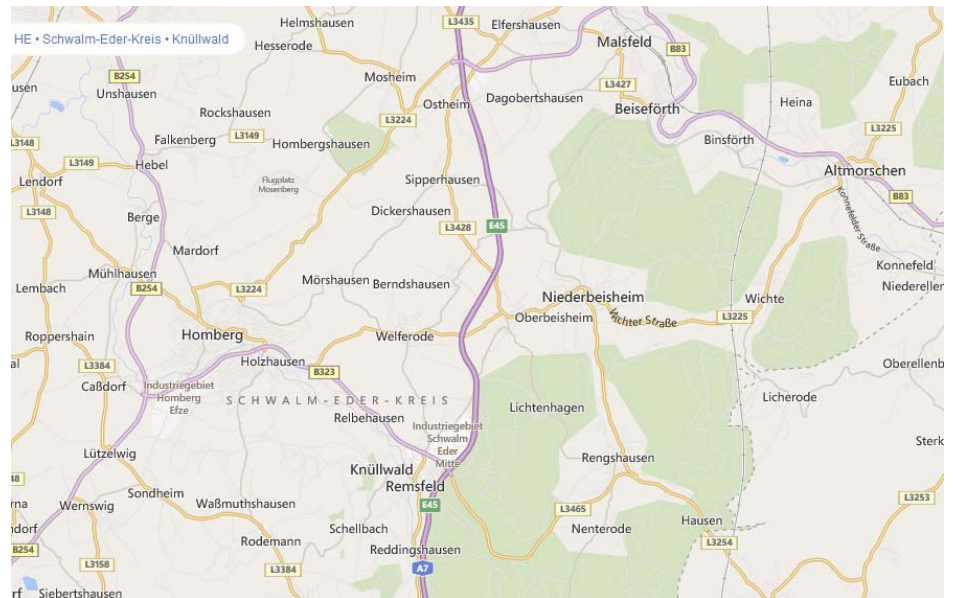 HE • Schwalm-Eder-Kreis • Knüllwald
Helmshausen
L3435
Elfershausen
Hesserode
Malsfeld
B83
B254
Mosheim
L3427
Eubach
usen
Unshausen
Ostheim
Dagobertshausen
Heina
Rockshausen
L3224
Beiseförth
L3225
L3148
Falkenberg
L3149
Hombergshausen
Binsförth
L3149
Hebel
Altmorschen
Lendorf
Flugplatz
Mosenberg
Sipperhausen
B83
L3148
Berge
Dickershausen
L3428
E45
Konnefelder Straße
Mardorf
Konnefeld
Mühlhausen
Mörshausen
Berndshausen
Niedereller
Lembach
B254
L3224
Niederbeisheim
Wichte
Roppershain
Homberg
Welferode
Oberbeisheim
Wichter Straße
L3225
al
Holzhausen
L3384
B323
Oberellenb
Caßdorf
Industriegebiet
Homberg
Efze
SCHWALM-EDER-KREIS
Licherode
Relbehausen
Lichtenhagen
Industriegebiet
Schwalm
Eder
Mitte
Sterk
Lützelwig
Rengshausen
Knüllwald
Remsfeld
48
Sondheim
Waßmuthshausen
L3253
rna
Wernswig
E45
L3465
Hausen
ndorf
Schellbach
Nenterode
B254
Rodemann
Reddingshausen
L3254
L3158
L3384
A7
rf
Siebertshausen